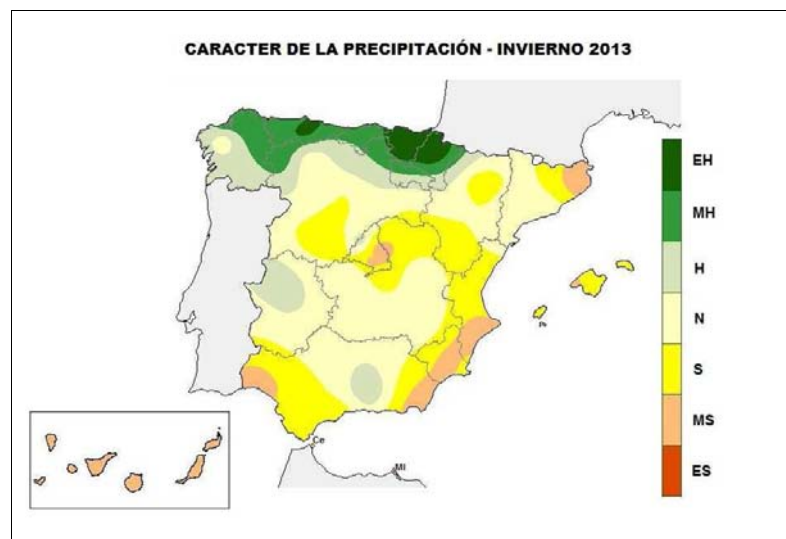 CARACTER DE LA PRECIPITACIÓN - INVIERNO 2013
EH
MH
H
N
S
MS
ES
Ce
Ml